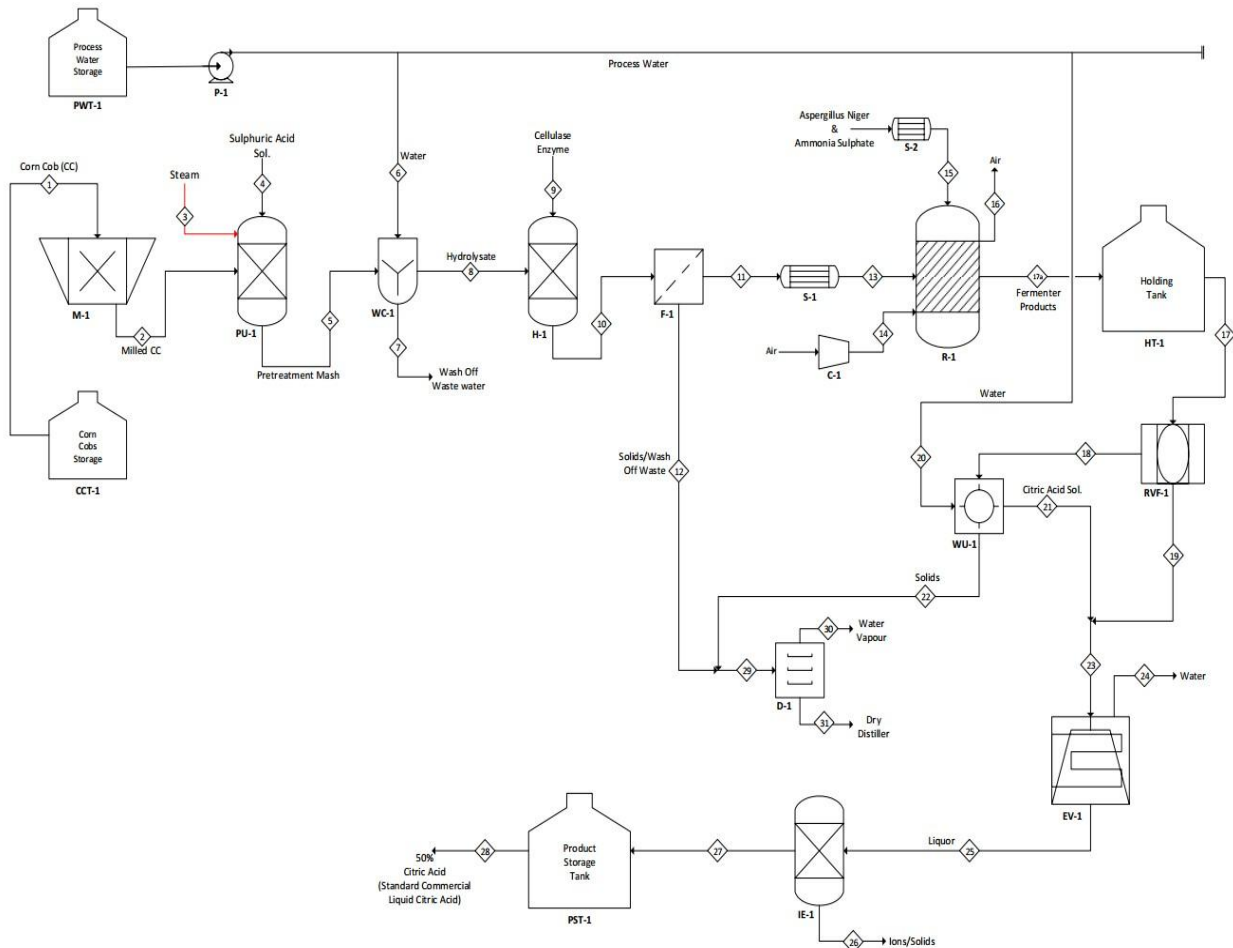 Process
Water
Storage
PWT-1
P-1
Process Water
Corn Cob (CC)
1
M-1
2
Milled CC
Corn
Cobs
Storage
CCT-1
Steam
3
Sulphuric Acid
Sol.
4
PU-1
Pretreatment Mash
5
Water
6
WC-1
7
Wash Off
Waste water
Hydrolysate
8
Cellulase
Enzyme
9
H-1
10
F-1
11
S-1
13
Solids/Wash
Off Waste
12
Aspergillus Niger
&
Ammonia Sulphate
S-2
15
Air
16
Air
C-1
14
R-1
17a
Fermenter
Products
Holding
Tank
HT-1
17
Water
20
18
RVF-1
19
WU-1
Citric Acid Sol.
21
Solids
22
29
30
Water
Vapour
D-1
31
Dry
Distiller
23
24
Water
EV-1
Liquor
25
IE-1
26
Ions/Solids
27
Product
Storage
Tank
PST-1
28
50%
Citric Acid
(Standard Commercial
Liquid Citric Acid)